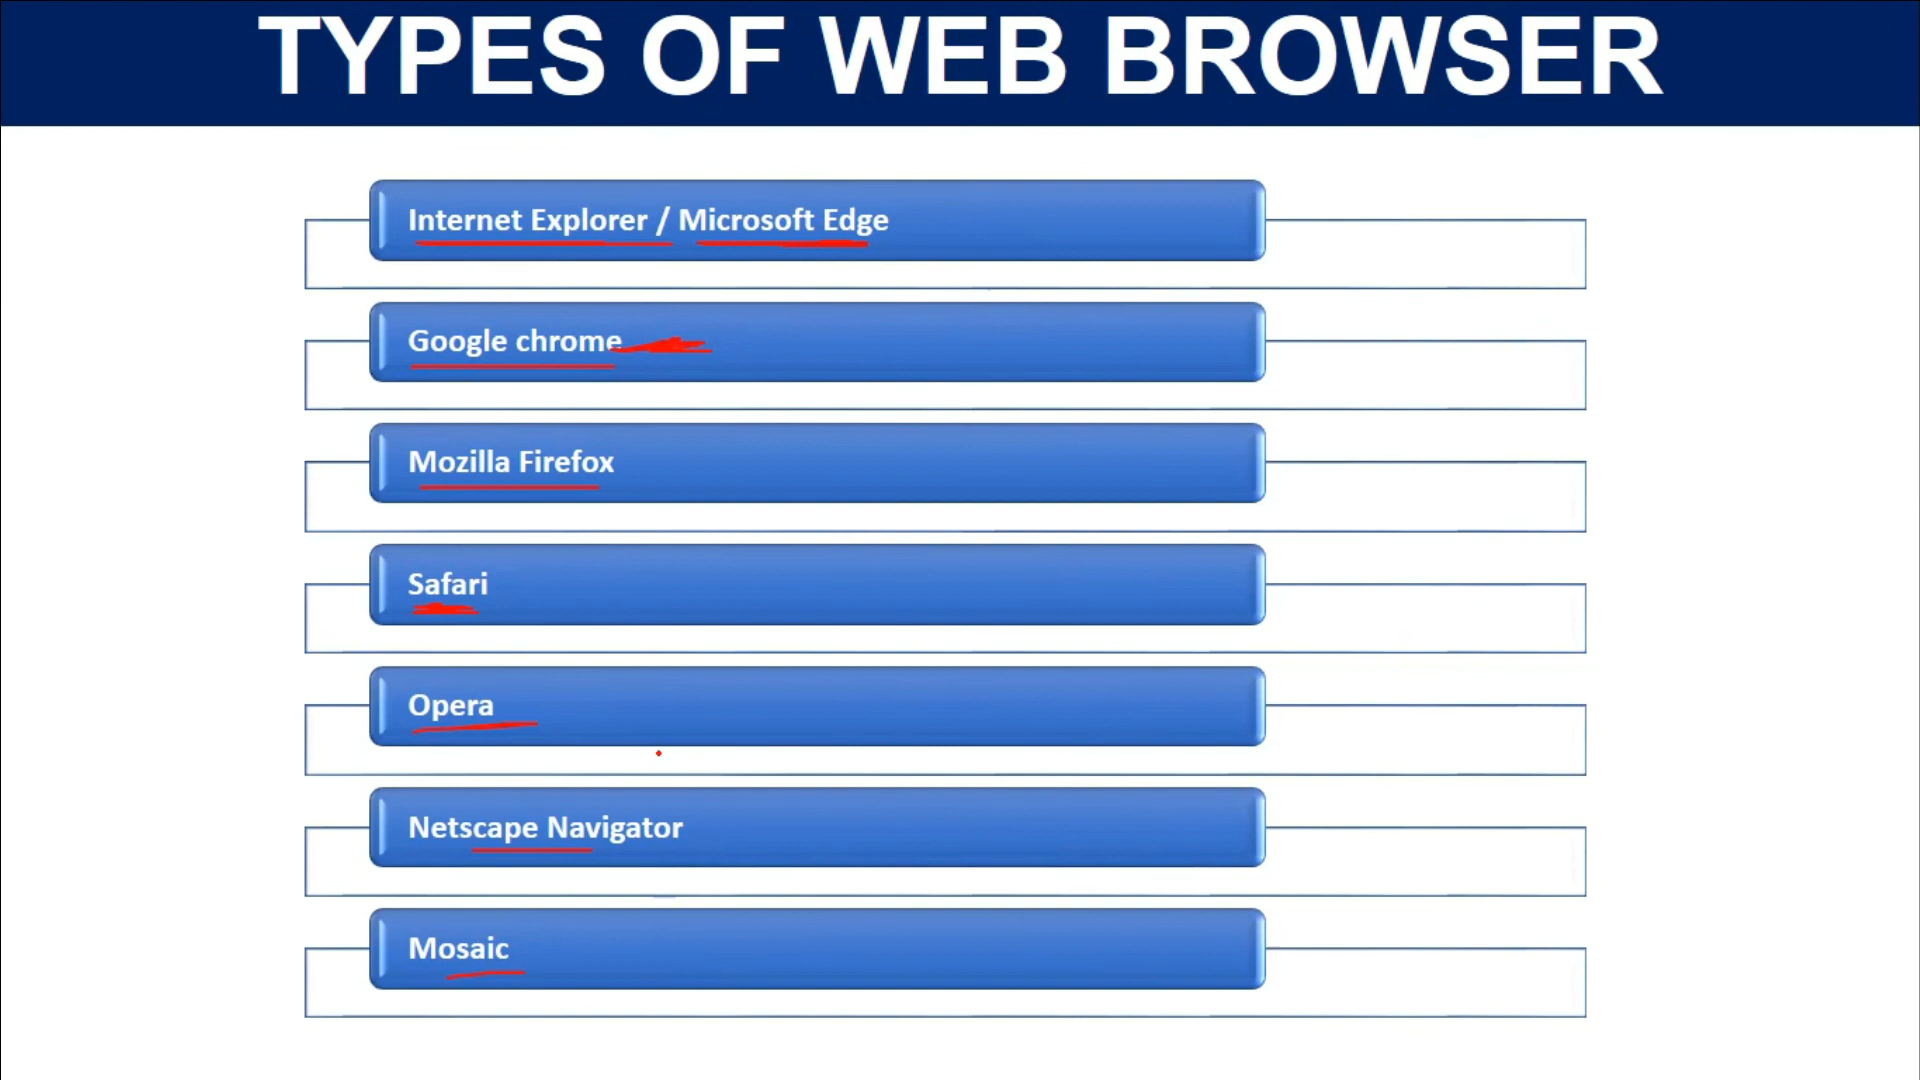 TYPES OF WEB BROWSER
Internet Explorer / Microsoft Edge
Google chrome
Mozilla Firefox
Safari
Opera
Netscape Navigator
Mosaic